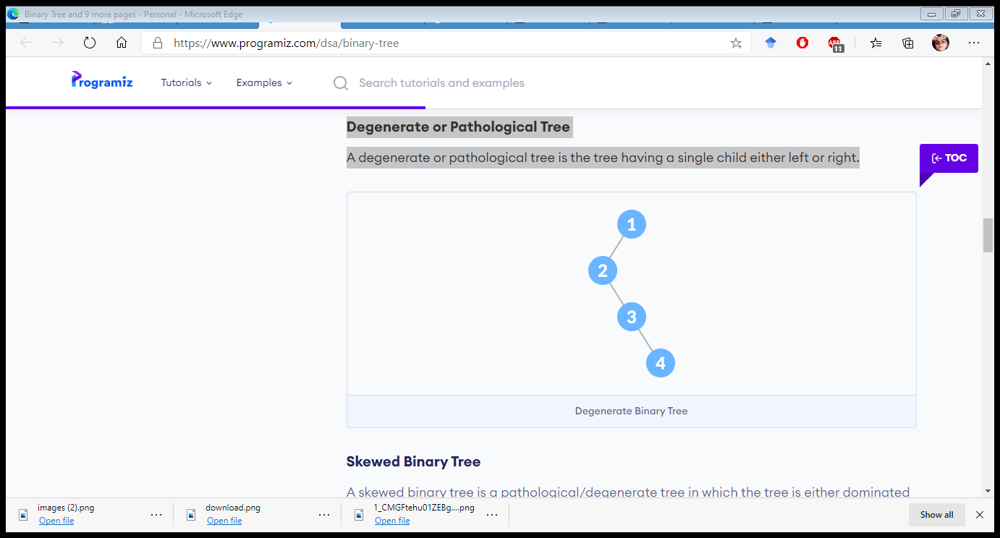 Binary Tree and 9 more pages - Personal - Microsoft Edge
https://www.programiz.com/dsa/binary-tree
11
Programiz
Tutorials
Examples
Search tutorials and examples
Degenerate or Pathological Tree
A degenerate or pathological tree is the tree having a single child either left or right.
TOC
1
2
3
4
Degenerate Binary Tree
Skewed Binary Tree
A skewed binary tree is a pathological/degenerate tree in which the tree is either dominated
images (2).png
Open file
download.png
Open file
1_CMGFtehu01ZEBg....png
Open file
Show all